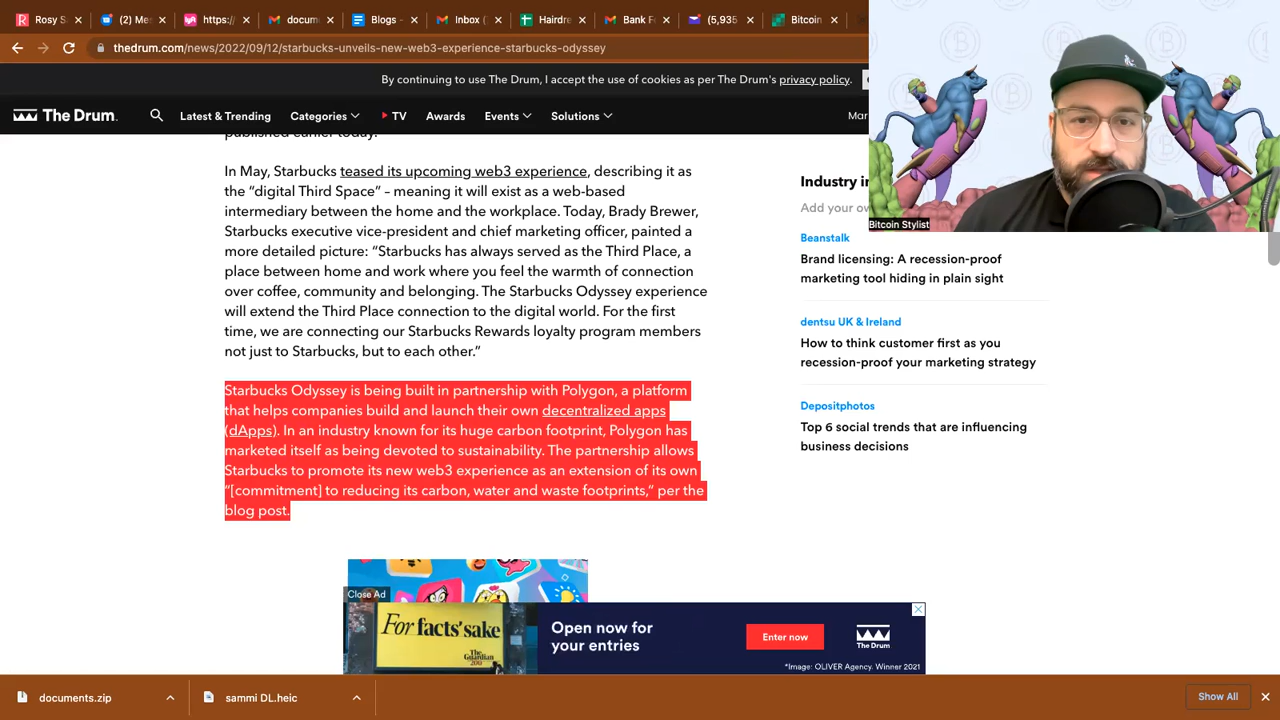 Rosy S
(2) Me
https:/
docum
Blogs -
Inbox (
Hairdre
Bank F
(5,935
Bitcoin
thedrum.com/news/2022/09/12/starbucks-unveils-new-web3-experience-starbucks-odyssey
By continuing to use The Drum, I accept the use of cookies as per The Drum's privacy policy.
The Drum.
Latest & Trending
Categories
TV
Awards
Events
Solutions
Mar
published earlier today.
In May, Starbucks teased its upcoming web3 experience, describing it as
the “digital Third Space” – meaning it will exist as a web-based
intermediary between the home and the workplace. Today, Brady Brewer,
Starbucks executive vice-president and chief marketing officer, painted a
more detailed picture: “Starbucks has always served as the Third Place, a
place between home and work where you feel the warmth of connection
over coffee, community and belonging. The Starbucks Odyssey experience
will extend the Third Place connection to the digital world. For the first
time, we are connecting our Starbucks Rewards loyalty program members
not just to Starbucks, but to each other.”
Starbucks Odyssey is being built in partnership with Polygon, a platform
that helps companies build and launch their own decentralized apps
(dApps). In an industry known for its huge carbon footprint, Polygon has
marketed itself as being devoted to sustainability. The partnership allows
Starbucks to promote its new web3 experience as an extension of its own
“[commitment] to reducing its carbon, water and waste footprints,“ per the
blog post.
Industry in
Add your ow
Bitcoin Stylist
Beanstalk
Brand licensing: A recession-proof
marketing tool hiding in plain sight
dentsu UK & Ireland
How to think customer first as you
recession-proof your marketing strategy
Depositphotos
Top 6 social trends that are influencing
business decisions
Close Ad
For facts' sake
The Guardian
200
Open now for
your entries
Enter now
The Drum
*Image: OLIVER Agency. Winner 2021
documents.zip
sammi DL.heic
Show All